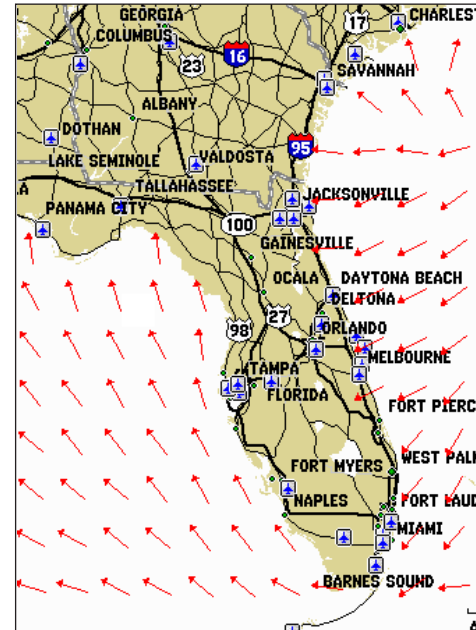 GEORGIA
CHARLEST
17
COLUMBUS
16
23
SAVANNAH
ALBANY
DOTHAN
95
LAKE SEMINOLE
VALDOSTA
TALLAHASSEE
A
JACKSONVILLE
PANAMA CITY
100
GAINESVILLE
OCALA
DAYTONA BEACH
DELTONA
27
98
ORLANDO
MELBOURNE
TAMPA
FLORIDA
FORT PIERC
WEST PALM
FORT MYERS
NAPLES
FORT LAUD
MIAMI
BARNES SOUND